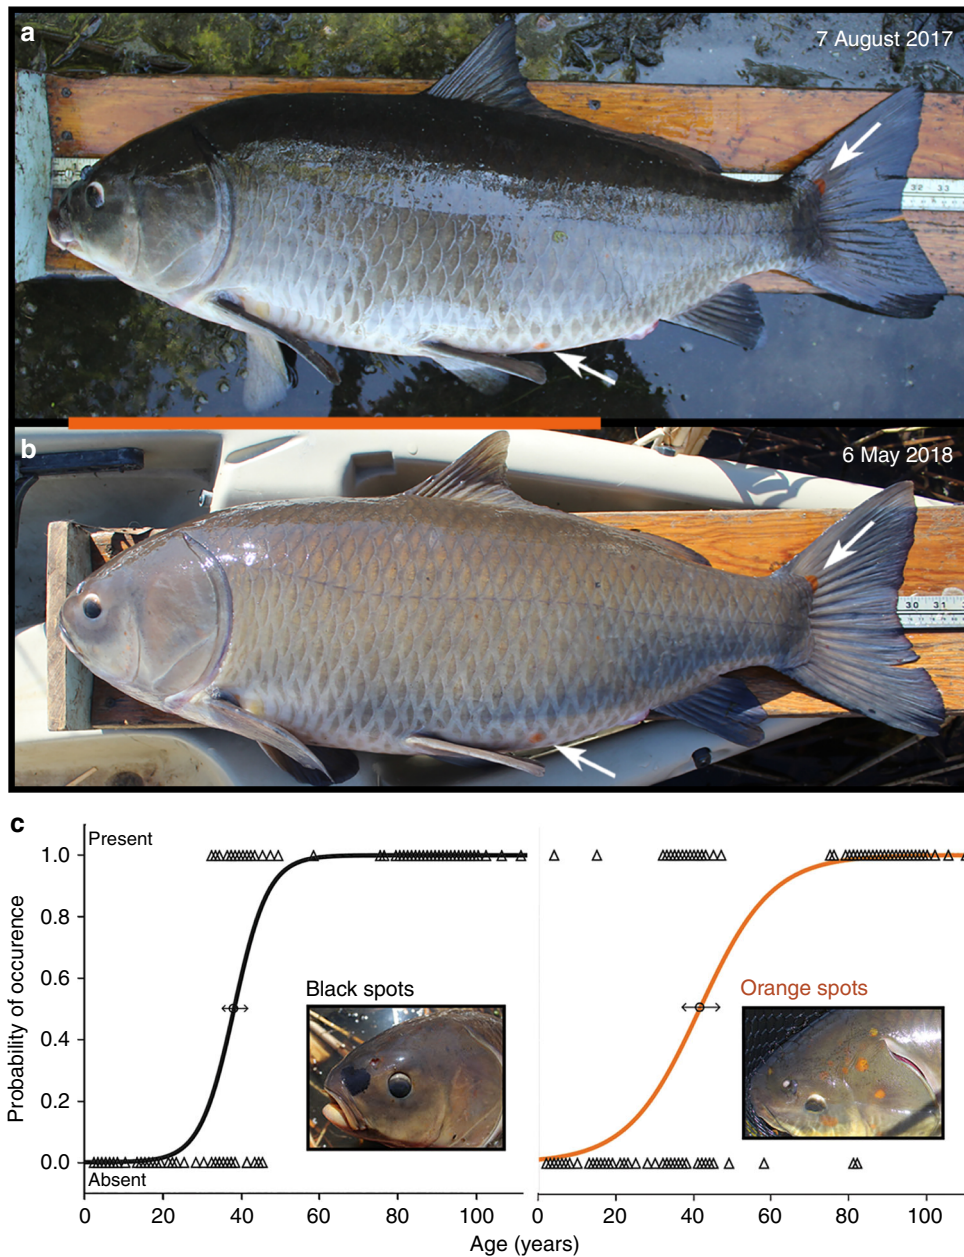 a
7 August 2017
32 33
b
6 May 2018
30 31
c
Present
1.0
0.8
0.6
0.4
0.2
0.0
Absent
Probability of occurence
Black spots
Orange spots
0 20 40 60 80 100
0 20 40 60 80 100
Age (years)